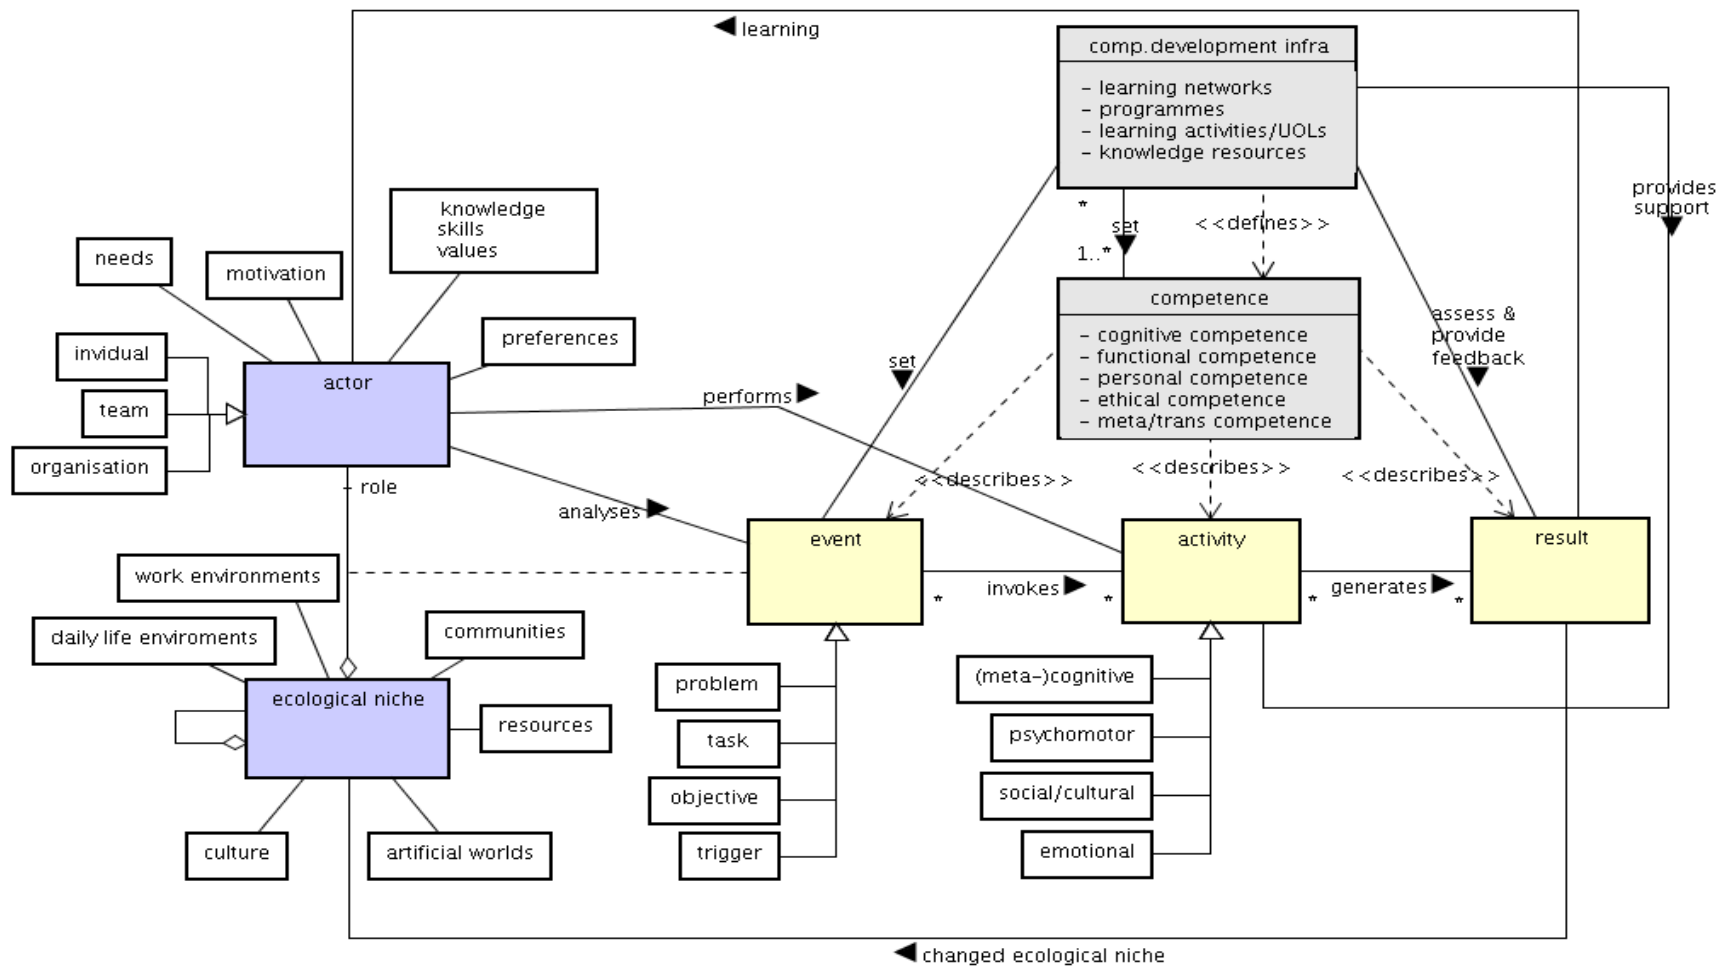 learning
comp.development infra
- learning networks
- programmes
- learning activities/UOLs
- knowledge resources
provides
support
*
set
1..*
<<defines>>
knowledge
skills
values
needs
motivation
preferences
invidual
team
organisation
actor
role
performs
analyses
set
competence
- cognitive competence
- functional competence
- personal competence
- ethical competence
- meta/trans competence
assess &
provide
feedback
<<describes>>
<<describes>>
<<describes>>
event
activity
result
invokes
*
*
generates
*
*
work environments
daily life enviroments
communities
ecological niche
resources
culture
artificial worlds
problem
task
objective
trigger
(meta-)cognitive
psychomotor
social/cultural
emotional
changed ecological niche